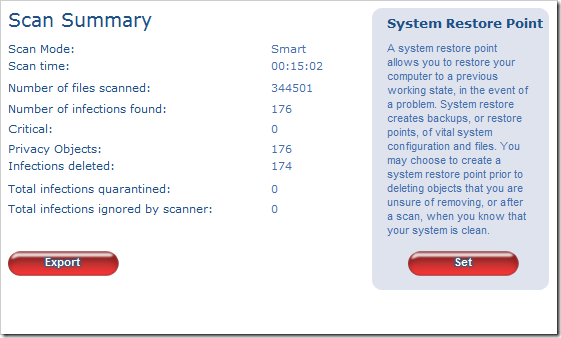 Scan Summary
Scan Mode: Smart
Scan time: 00:15:02
Number of files scanned: 344501
Number of infections found: 176
Critical: 0
Privacy Objects: 176
Infections deleted: 174
Total infections quarantined: 0
Total infections ignored by scanner: 0
Export
System Restore Point
A system restore point
allows you to restore your
computer to a previous
working state, in the event of
a problem. System restore
creates backups, or restore
points, of vital system
configuration and files. You
may choose to create a
system restore point prior to
deleting objects that you are
unsure of removing, or after
a scan, when you know that
your system is clean.
Set